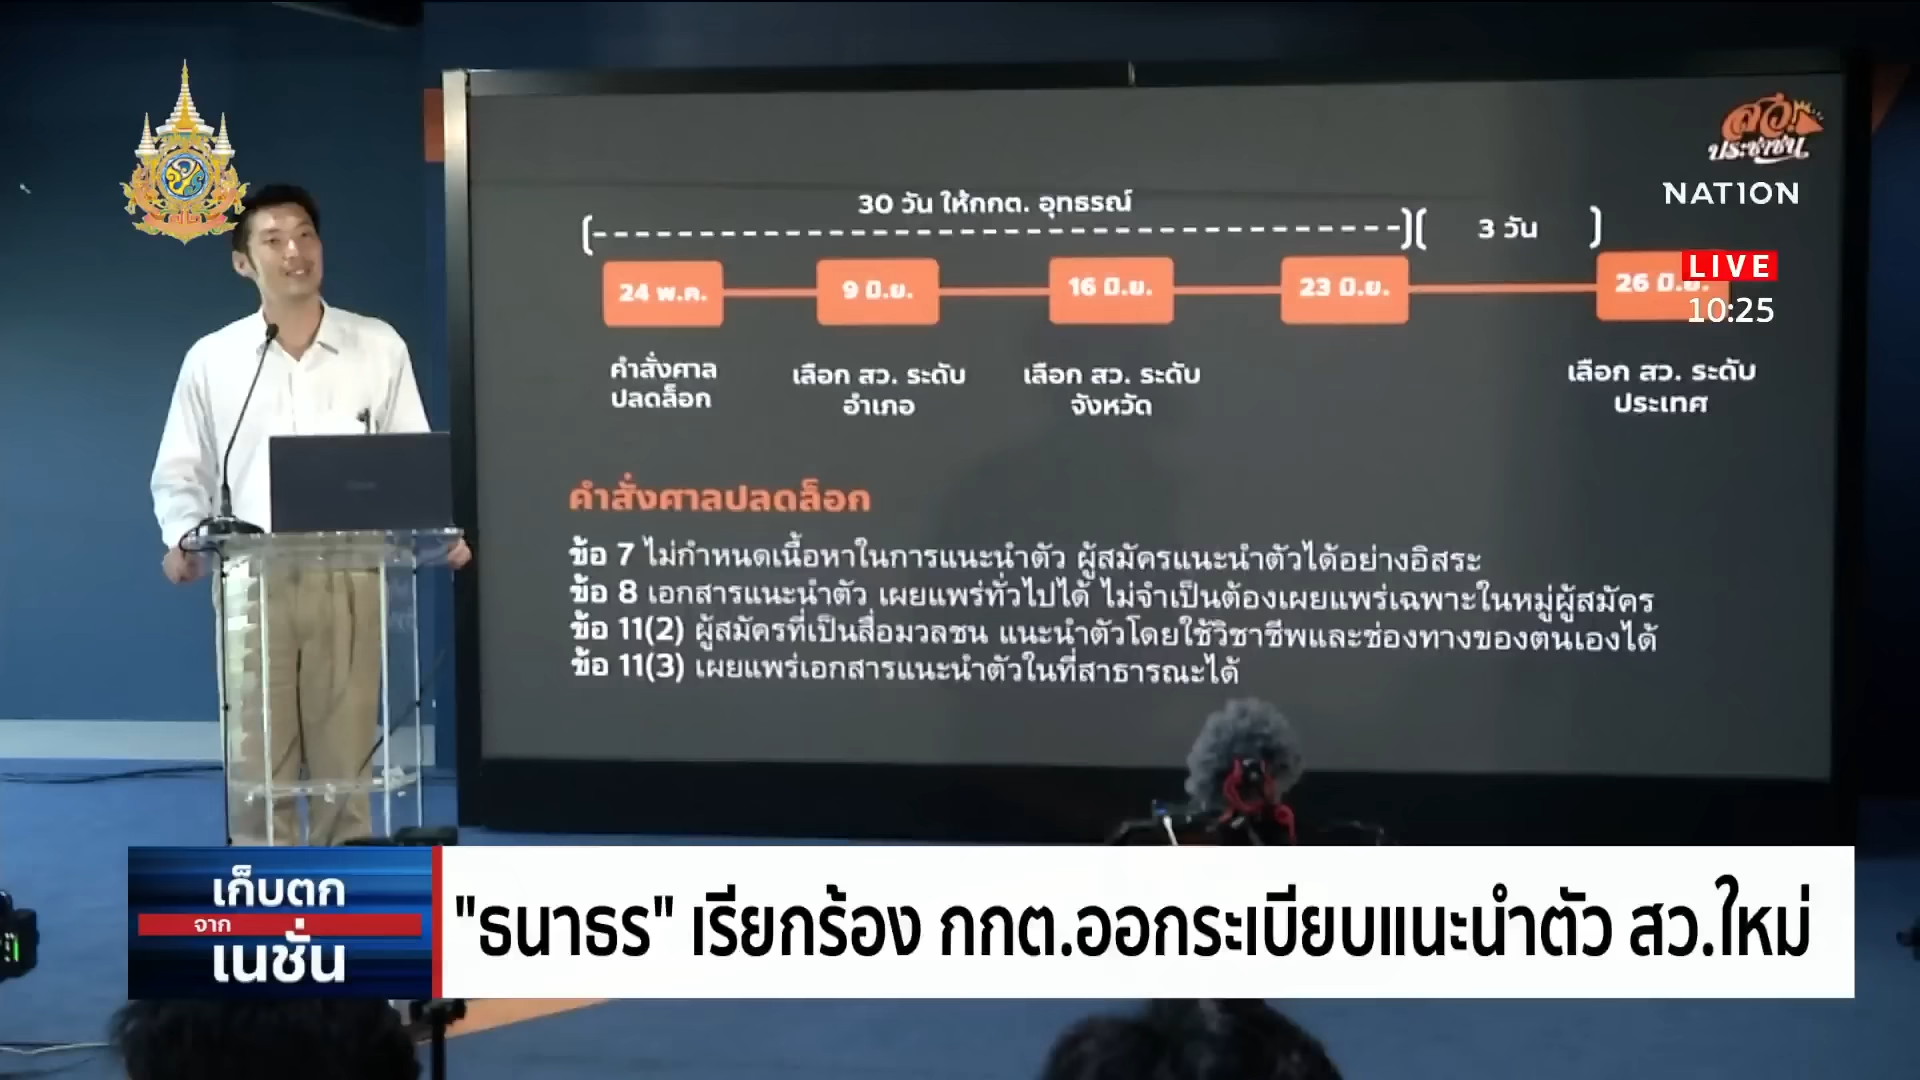 สว.
ประชาชน
NATION
30 วัน ให้กกต. อุทธรณ์
3 วัน
LIVE
10:25
24 พ.ค.
9 มิ.ย.
16 มิ.ย.
23 มิ.ย.
26 มิ.ย.
คำสั่งศาล
ปลดล็อก
เลือก สว. ระดับ
อำเภอ
เลือก สว. ระดับ
จังหวัด
เลือก สว. ระดับ
ประเทศ
คำสั่งศาลปลดล็อก
ข้อ 7 ไม่กำหนดเนื้อหาในการแนะนำตัว ผู้สมัครแนะนำตัวได้อย่างอิสระ
ข้อ 8 เอกสารแนะนำตัว เผยแพร่ทั่วไปได้ ไม่จำเป็นต้องเผยแพร่เฉพาะในหมู่ผู้สมัคร
ข้อ 11(2) ผู้สมัครที่เป็นสื่อมวลชน แนะนำตัวโดยใช้วิชาชีพและช่องทางของตนเองได้
ข้อ 11(3) เผยแพร่เอกสารแนะนำตัวในที่สาธารณะได้
เก็บตก
จาก
เนชั่น
"ธนาธร" เรียกร้อง กกต.ออกระเบียบแนะนำตัว สว.ใหม่